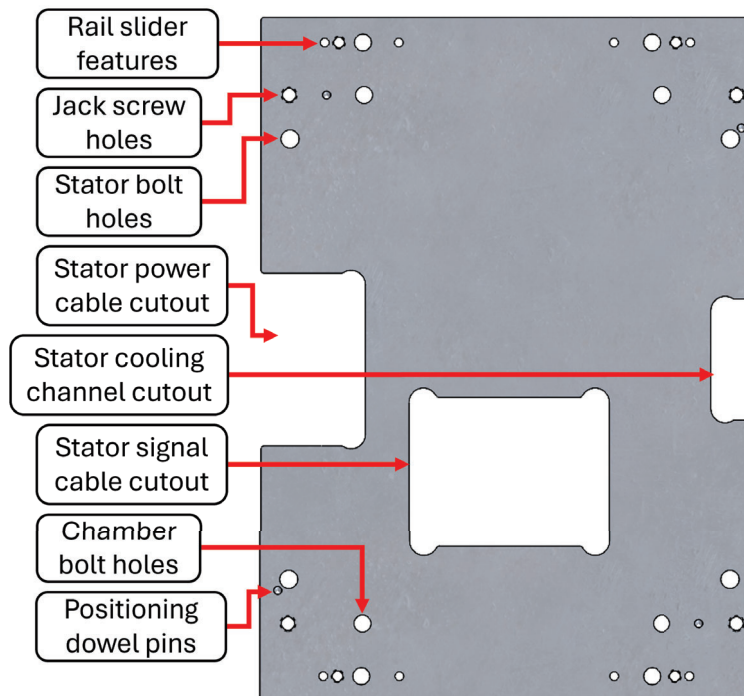 Rail slider
features
Jack screw
holes
Stator bolt
holes
Stator power
cable cutout
Stator cooling
channel cutout
Stator signal
cable cutout
Chamber
bolt holes
Positioning
dowel pins